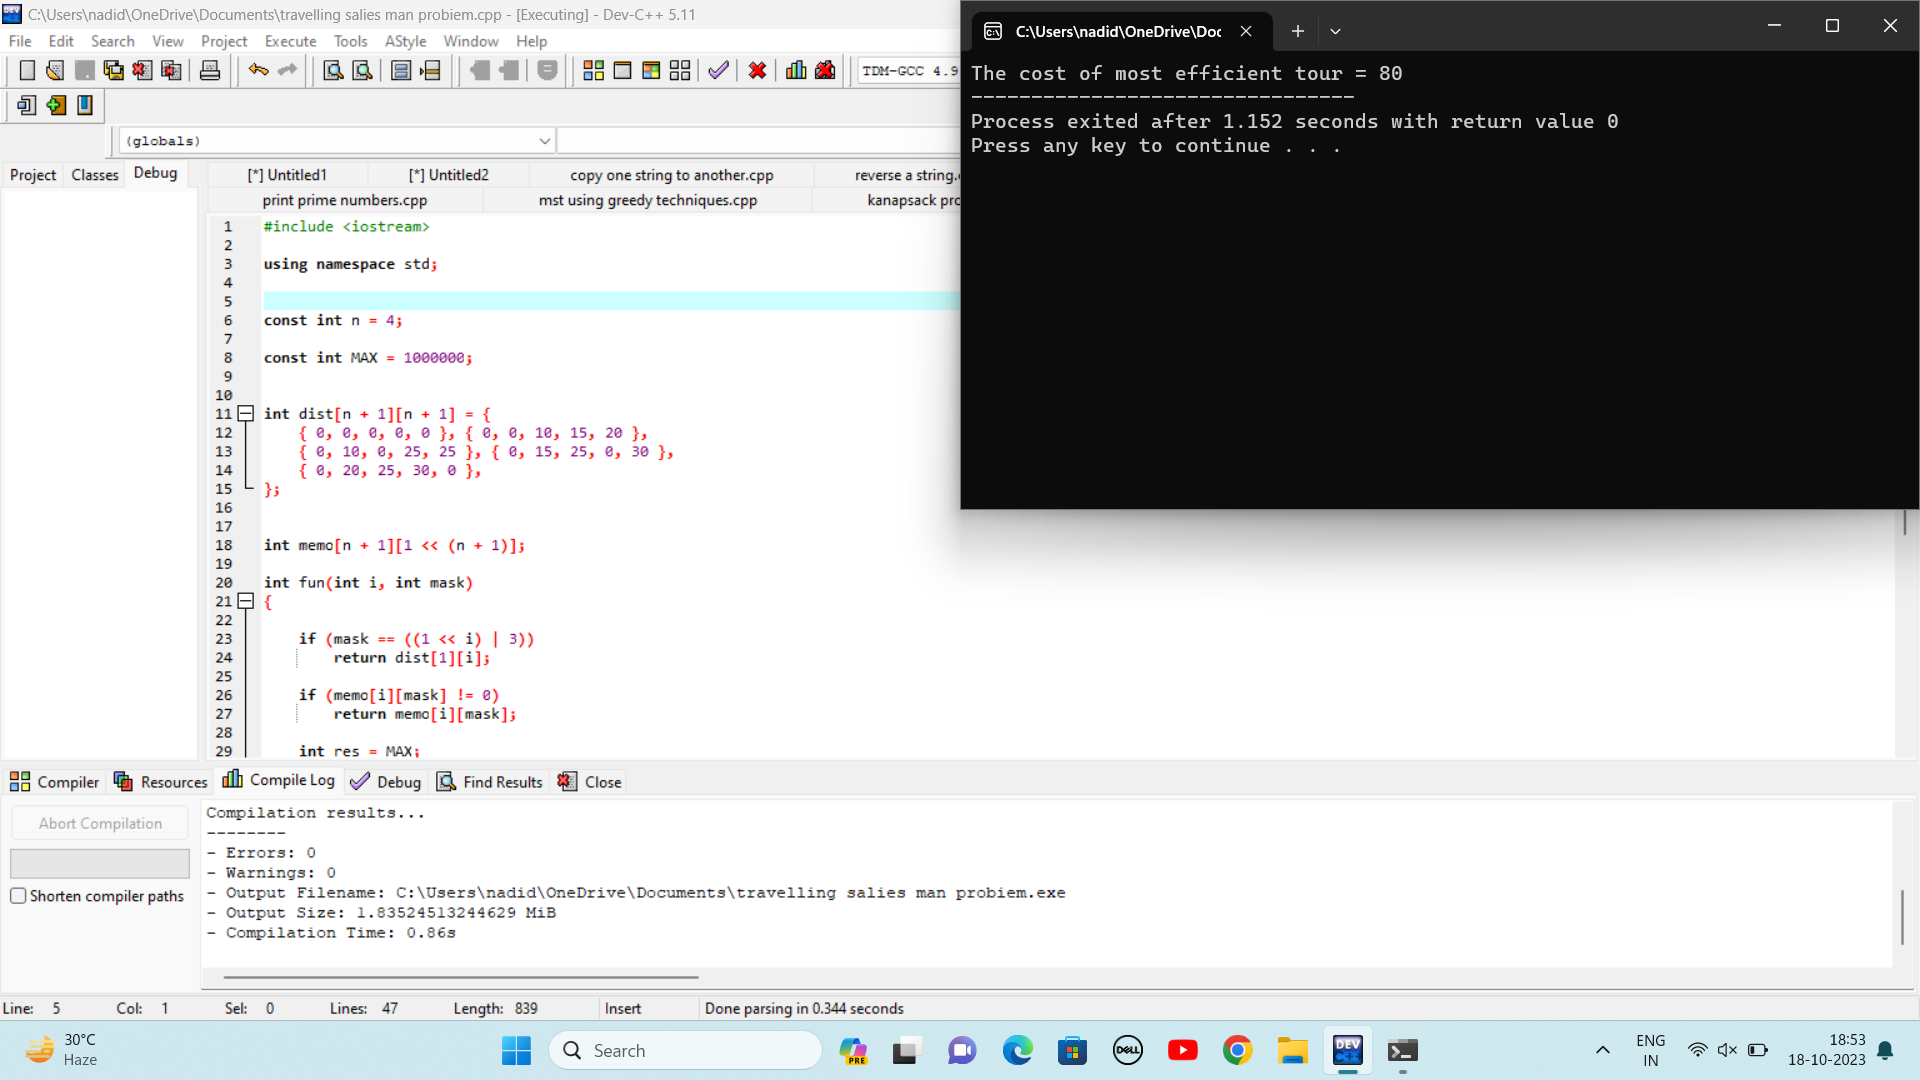 C:\Users\nadid\OneDrive\Documents\travelling salies man probiem.cpp - [Executing] - Dev-C++ 5.11
File Edit Search View Project Execute Tools AStyle Window Help
TDM-GCC 4.9
(globals)
Project Classes Debug
[*] Untitled1 [*] Untitled2 copy one string to another.cpp reverse a string.
print prime numbers.cpp mst using greedy techniques.cpp kanapsack pro
1 #include <iostream>
2
3 using namespace std;
4
5
6 const int n = 4;
7
8 const int MAX = 1000000;
9
10
11 int dist[n + 1][n + 1] = {
12 { 0, 0, 0, 0, 0 }, { 0, 0, 10, 15, 20 },
13 { 0, 10, 0, 25, 25 }, { 0, 15, 25, 0, 30 },
14 { 0, 20, 25, 30, 0 },
15 };
16
17
18 int memo[n + 1][1 << (n + 1)];
19
20 int fun(int i, int mask)
21 {
22
23 if (mask == ((1 << i) | 3))
24 return dist[1][i];
25
26 if (memo[i][mask] != 0)
27 return memo[i][mask];
28
29 int res = MAX;
C:\Users\nadid\OneDrive\Doc
The cost of most efficient tour = 80
--------------------------------
Process exited after 1.152 seconds with return value 0
Press any key to continue . . .
Compiler Resources Compile Log Debug Find Results Close
Abort Compilation
Shorten compiler paths
Compilation results...
--------
- Errors: 0
- Warnings: 0
- Output Filename: C:\Users\nadid\OneDrive\Documents\travelling salies man probiem.exe
- Output Size: 1.83524513244629 MiB
- Compilation Time: 0.86s
Line: 5 Col: 1 Sel: 0 Lines: 47 Length: 839 Insert Done parsing in 0.344 seconds
30°C
Haze
Search
PRE
DELL
DEV C++
ENG
IN
18:53
18-10-2023